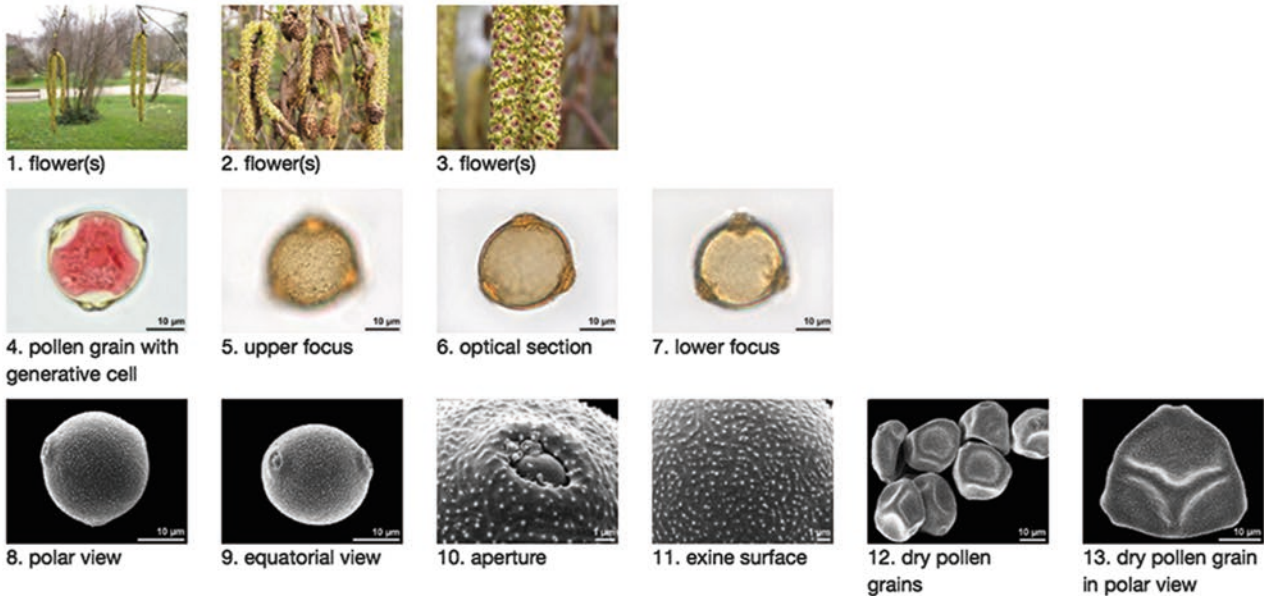 1. flower(s)
2. flower(s)
3. flower(s)
10 µm
10 µm
10 µm
10 µm
4. pollen grain with
generative cell
5. upper focus
6. optical section
7. lower focus
10 µm
10 µm
1 µm
1 µm
10 µm
10 µm
8. polar view
9. equatorial view
10. aperture
11. exine surface
12. dry pollen
grains
13. dry pollen grain
in polar view